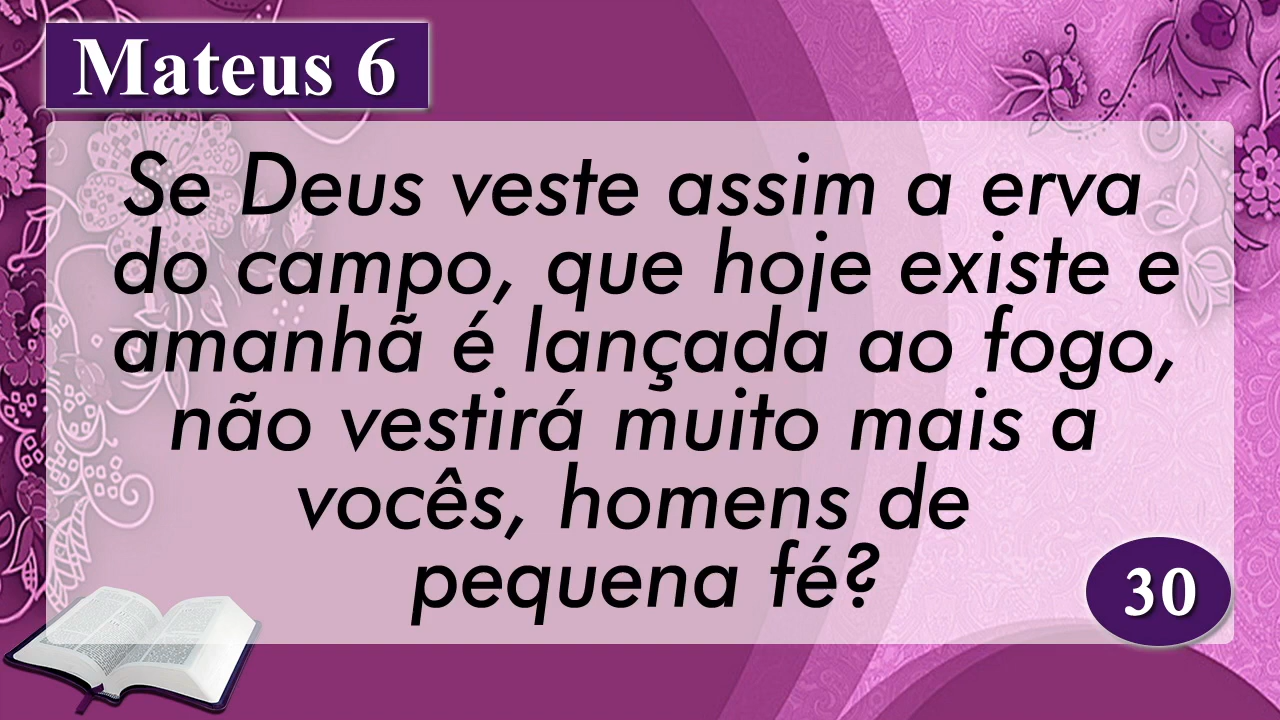 Mateus 6
Se Deus veste assim a erva
do campo, que hoje existe e
amanhã é lançada ao fogo,
não vestirá muito mais a
vocês, homens de
pequena fé?
30